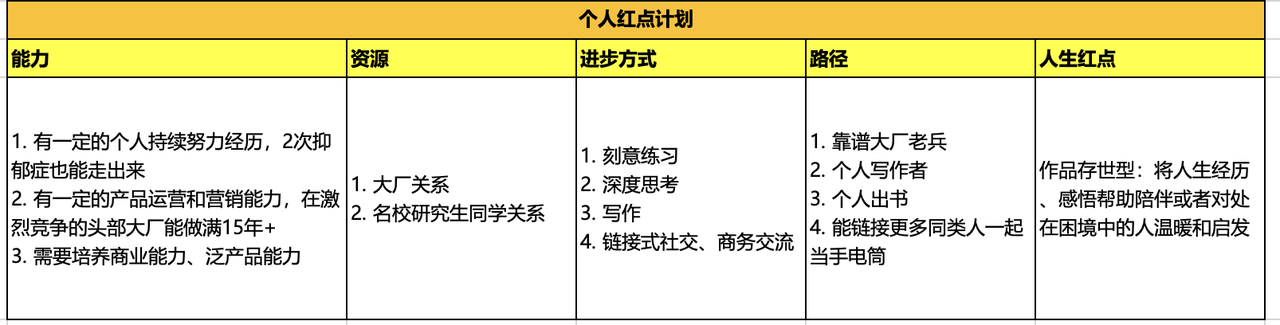 个人红点计划
能力
资源
进步方式
路径
人生红点
1. 有一定的个人持续努力经历，2次抑
郁症也能走出来
2. 有一定的产品运营和营销能力，在激
烈竞争的头部大厂能做满15年+
3. 需要培养商业能力、泛产品能力
1. 大厂关系
2. 名校研究生同学关系
1. 刻意练习
2. 深度思考
3. 写作
4. 链接式社交、商务交流
1. 靠谱大厂老兵
2. 个人写作者
3. 个人出书
4. 能链接更多同类人一起
当手电筒
作品存世型：将人生经历
、感悟帮助陪伴或者对处
在困境中的人温暖和启发